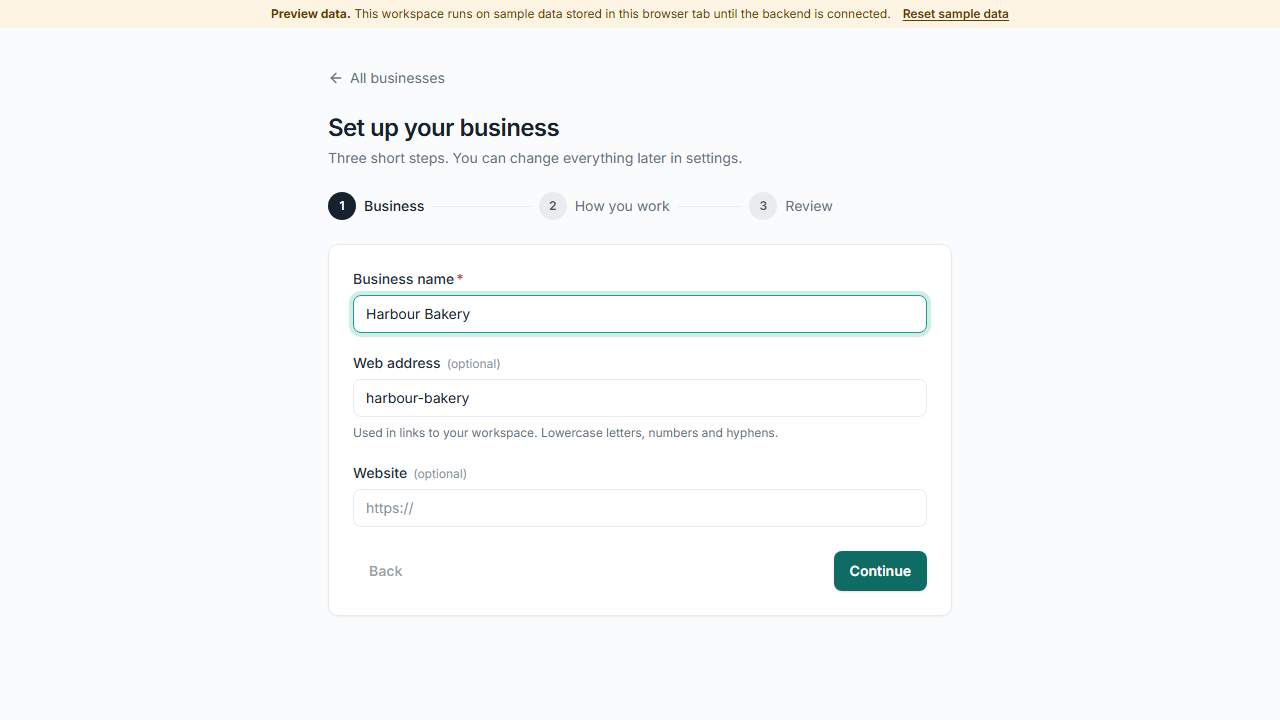 Preview data. This workspace runs on sample data stored in this browser tab until the backend is connected. Reset sample data
← All businesses
Set up your business
Three short steps. You can change everything later in settings.
1 Business 2 How you work 3 Review
Business name *
Harbour Bakery
Web address (optional)
harbour-bakery
Used in links to your workspace. Lowercase letters, numbers and hyphens.
Website (optional)
https://
Back Continue